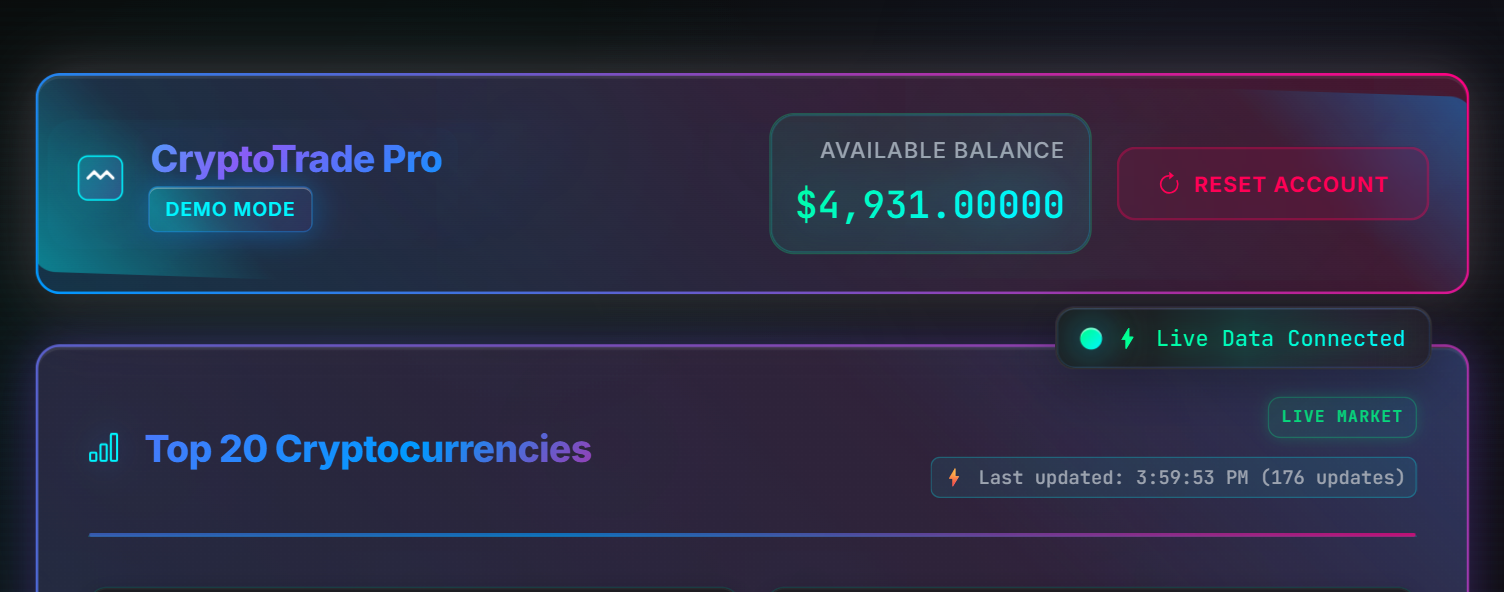 CryptoTrade Pro
DEMO MODE
AVAILABLE BALANCE
$4,931.00000
RESET ACCOUNT
Live Data Connected
Top 20 Cryptocurrencies
LIVE MARKET
Last updated: 3:59:53 PM (176 updates)